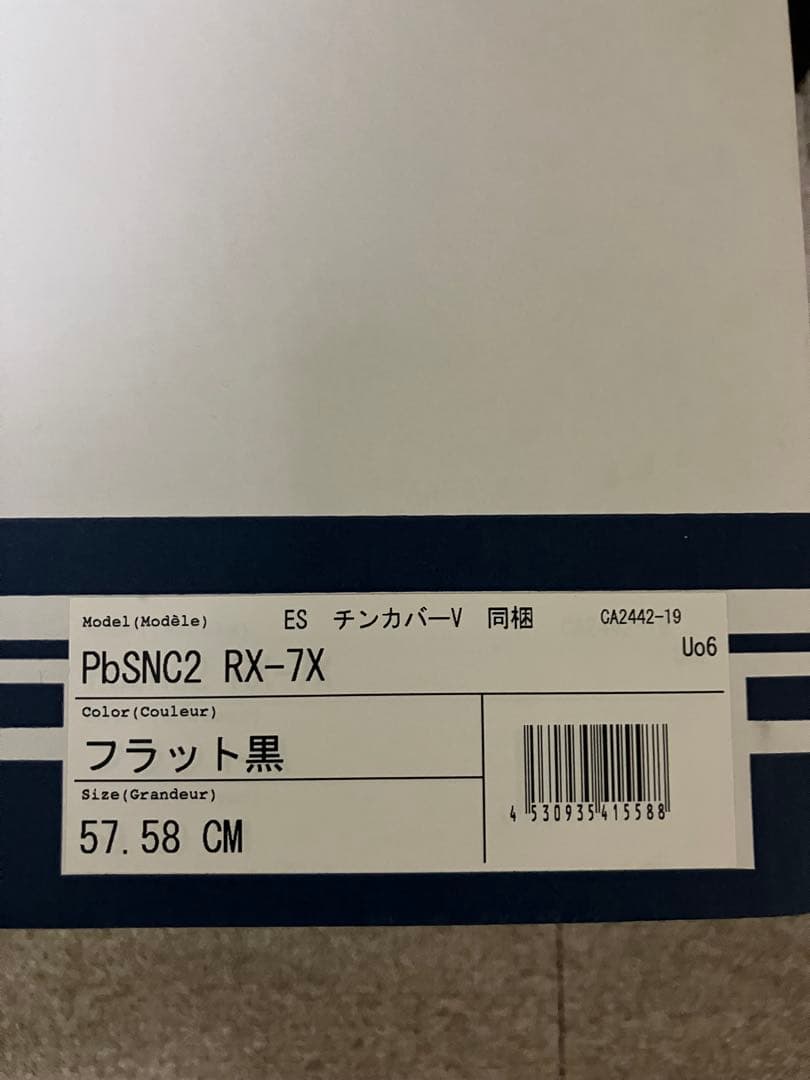 Model(Modèle) ES チンカバーV 同梱 CA2442-19
Uo6
PbSNC2 RX-7X
Color(Couleur)
フラット黒
Size(Grandeur)
57.58 CM
4 530935 415588